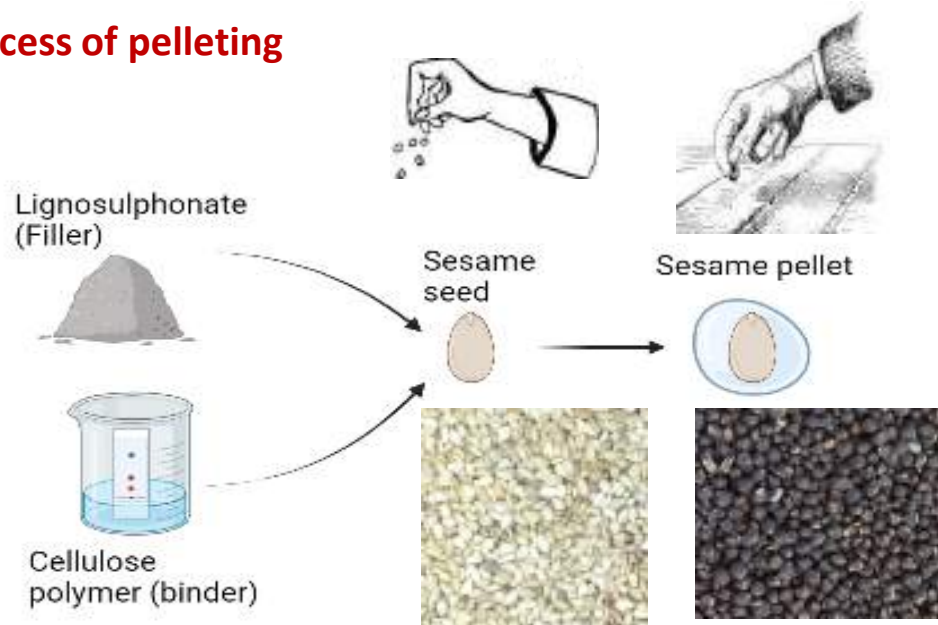 cess of pelleting
Lignosulphonate
(Filler)
Sesame
seed
Sesame pellet
Cellulose
polymer (binder)